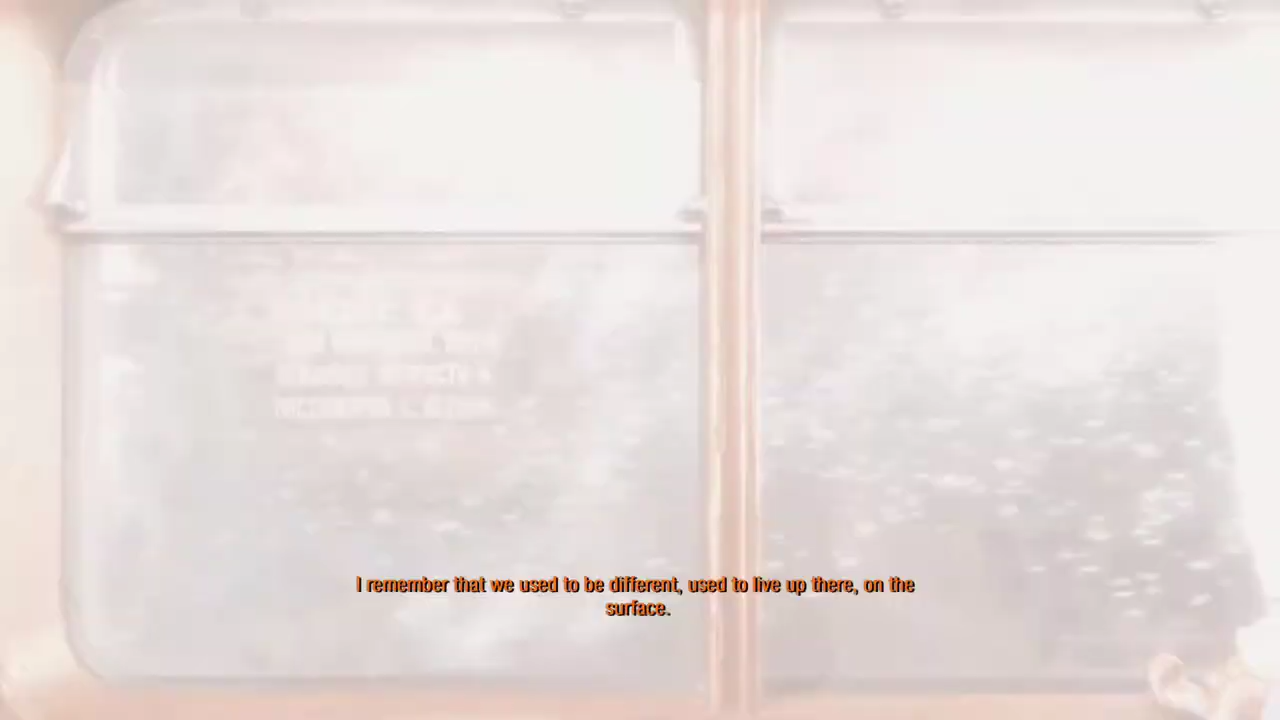 I remember that we used to be different, used to live up there, on the
surface.